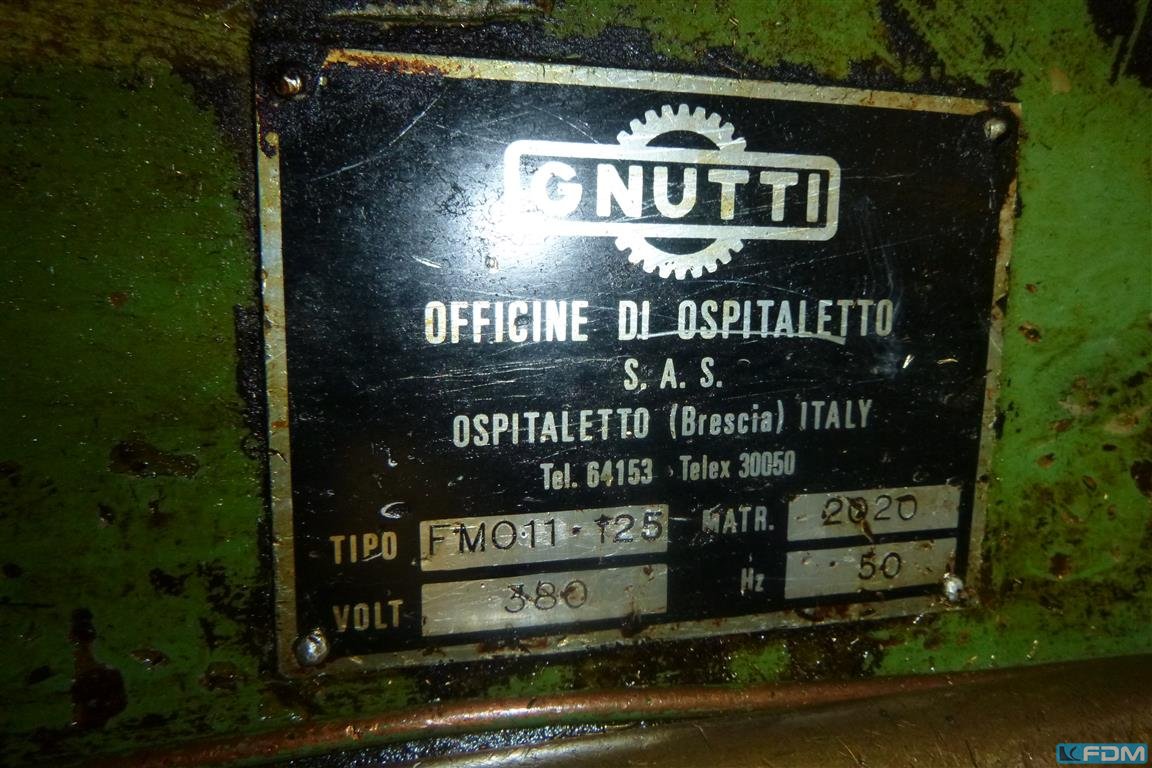 GNUTTI
OFFICINE DI OSPITALETTO
S. A. S.
OSPITALETTO (Brescia) ITALY
Tel. 64153 Telex 30050
TIPO FMO11·125 MATR. 2020
VOLT 380 Hz 50
FDM